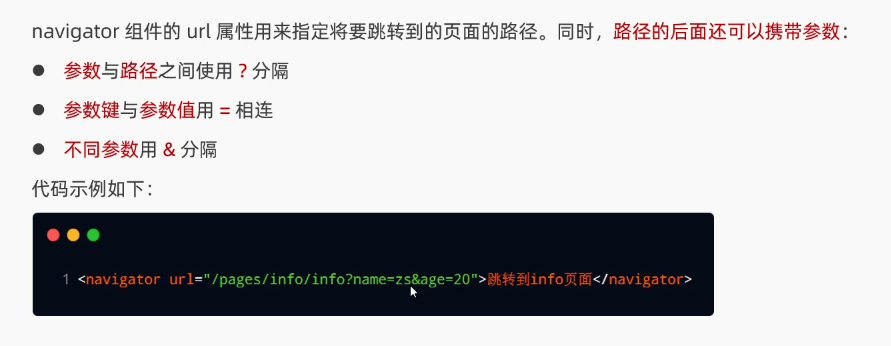 navigator 组件的 url 属性用来指定将要跳转到的页面的路径。同时，路径的后面还可以携带参数：
● 参数与路径之间使用 ? 分隔
● 参数键与参数值用 = 相连
● 不同参数用 & 分隔
代码示例如下：
1 <navigator url="/pages/info/info?name=zs&age=20">跳转到info页面</navigator>